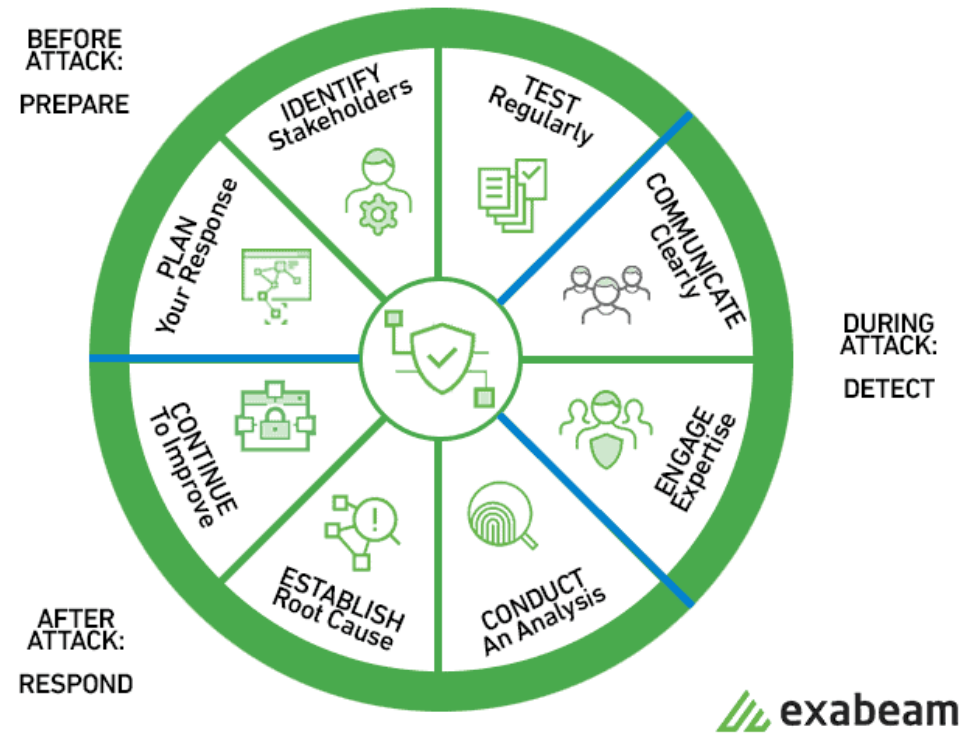 BEFORE
ATTACK:
PREPARE
PLAN
Your Response
IDENTIFY
Stakeholders
TEST
Regularly
COMMUNICATE
Clearly
DURING
ATTACK:
DETECT
ENGAGE
Expertise
CONDUCT
An Analysis
ESTABLISH
Root Cause
CONTINUE
To Improve
AFTER
ATTACK:
RESPOND
exabeam